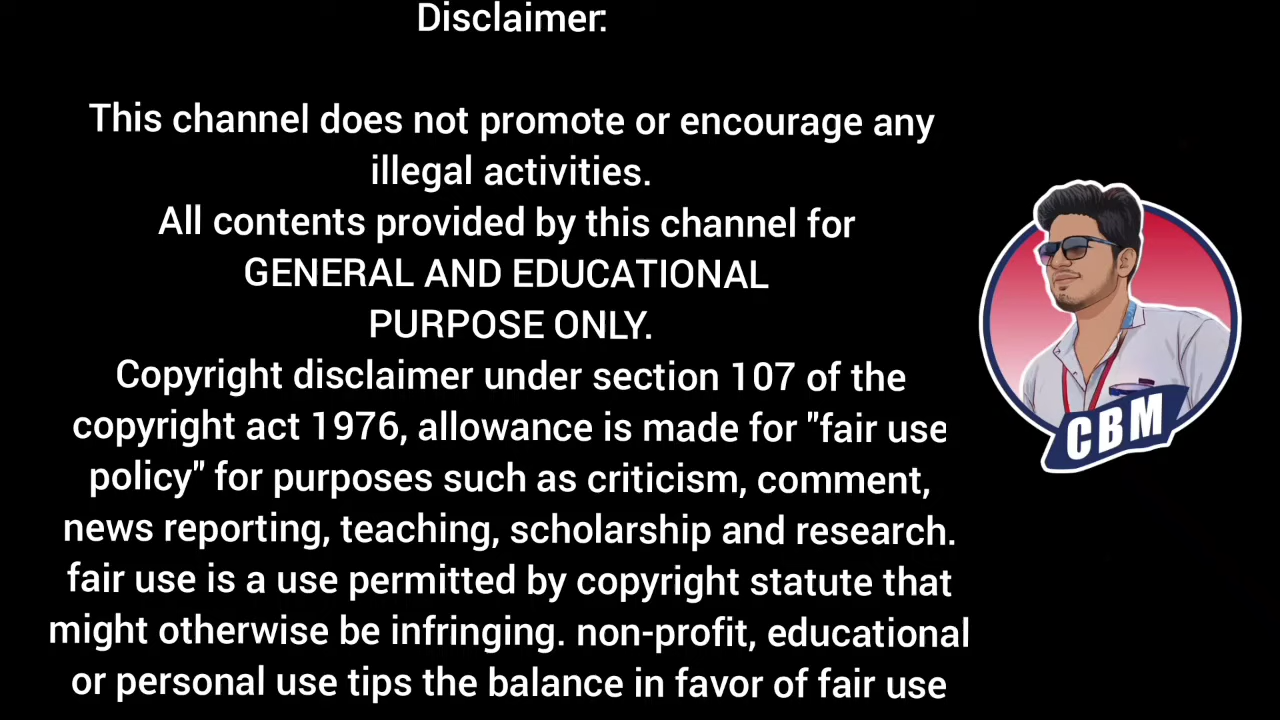 Disclaimer:
This channel does not promote or encourage any
illegal activities.
All contents provided by this channel for
GENERAL AND EDUCATIONAL
PURPOSE ONLY.
Copyright disclaimer under section 107 of the
copyright act 1976, allowance is made for "fair use
policy" for purposes such as criticism, comment,
news reporting, teaching, scholarship and research.
fair use is a use permitted by copyright statute that
might otherwise be infringing. non-profit, educational
or personal use tips the balance in favor of fair use
CBM